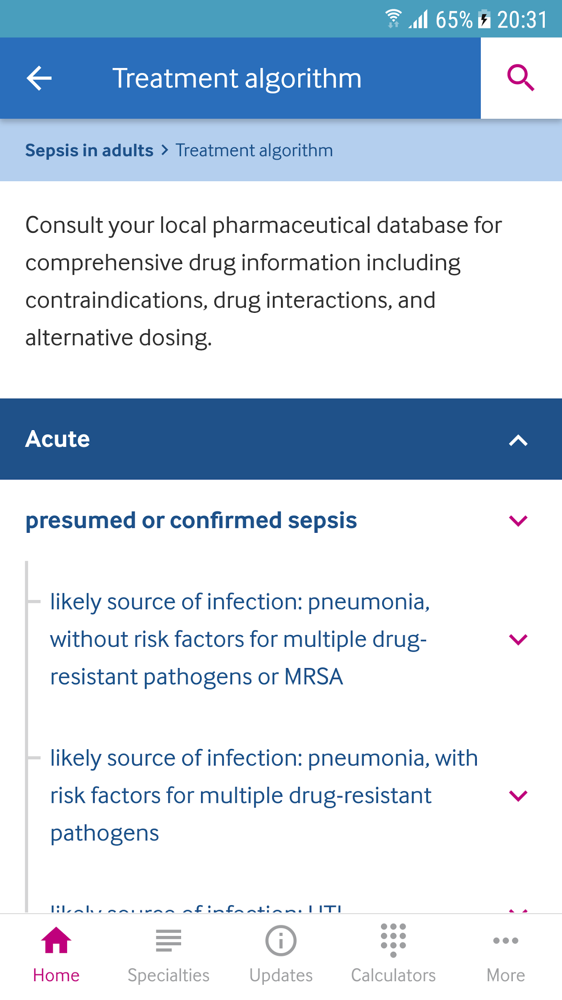 65% 20:31
Treatment algorithm
Sepsis in adults > Treatment algorithm
Consult your local pharmaceutical database for
comprehensive drug information including
contraindications, drug interactions, and
alternative dosing.
Acute
presumed or confirmed sepsis
likely source of infection: pneumonia,
without risk factors for multiple drug-
resistant pathogens or MRSA
likely source of infection: pneumonia, with
risk factors for multiple drug-resistant
pathogens
likely source of infection: UTI
Home Specialties Updates Calculators More